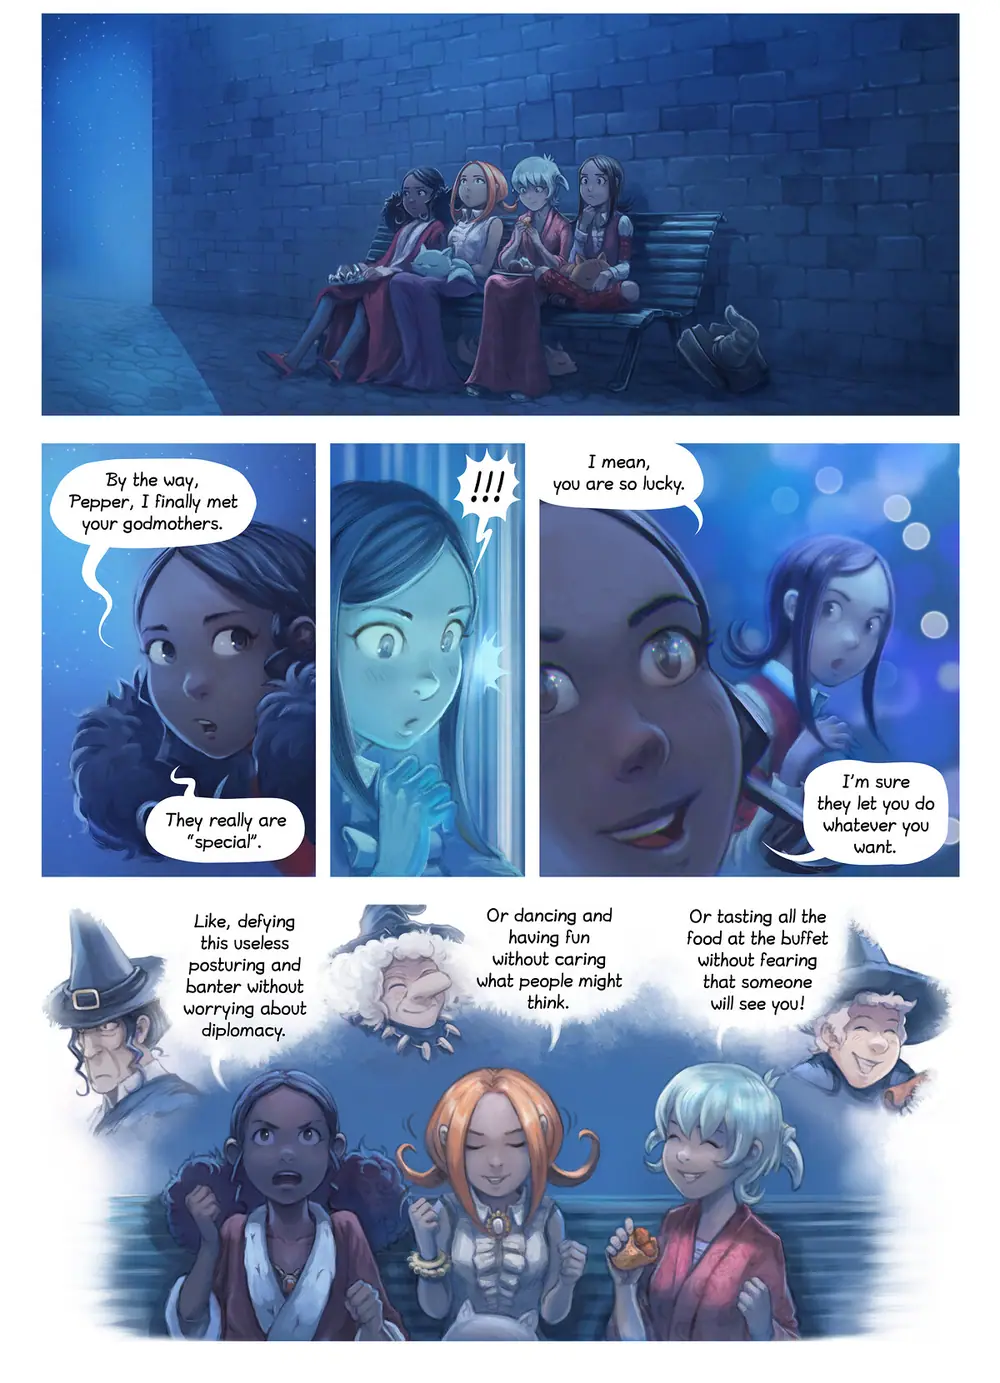 By the way,
Pepper, I finally met
your godmothers.
They really are
"special".
!!!
I mean,
you are so lucky.
I'm sure
they let you do
whatever you
want.
Like, defying
this useless
posturing and
banter without
worrying about
diplomacy.
Or dancing and
having fun
without caring
what people might
think.
Or tasting all the
food at the buffet
without fearing
that someone
will see you!